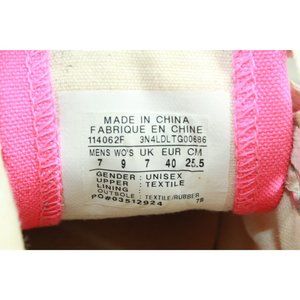 MADE IN CHINA
FABRIQUE EN CHINE
114062F 3N4LDLTG00686
MENS WO'S UK EUR CM
7 9 7 40 25.5
GENDER: UNISEX
UPPER : TEXTILE
LINING
OUTSOLE : TEXTILE/RUBBER
PO#03512924 78